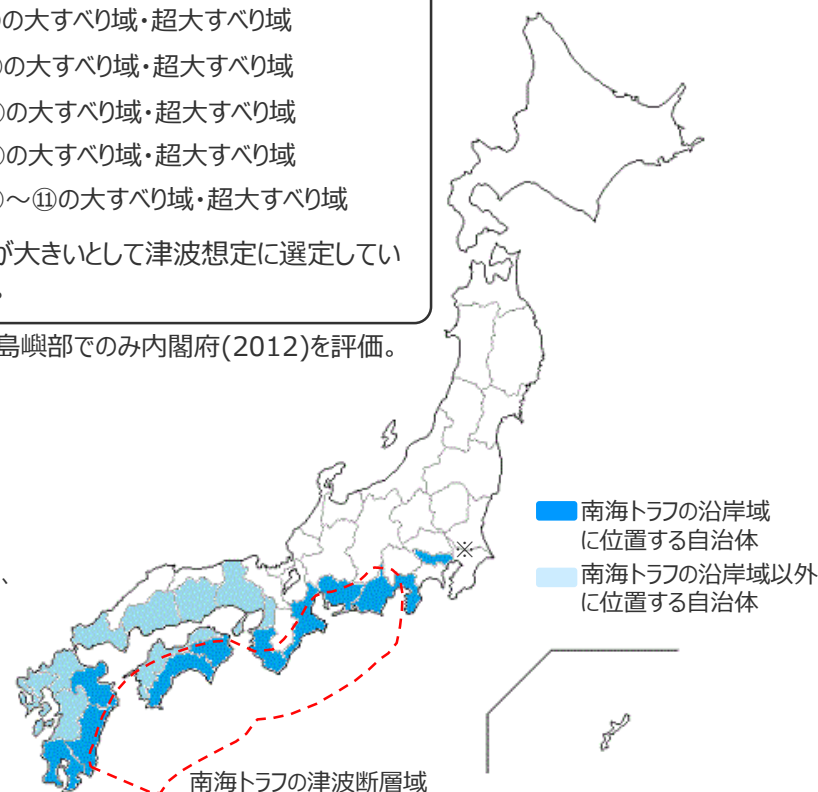 の大すべり域・超大すべり域
の大すべり域・超大すべり域
の大すべり域・超大すべり域
の大すべり域・超大すべり域
～⑪の大すべり域・超大すべり域
が大きいとして津波想定に選定してい
島嶼部でのみ内閣府(2012)を評価。
※
南海トラフの沿岸域
に位置する自治体
、
南海トラフの沿岸域以外
に位置する自治体
南海トラフの津波断層域